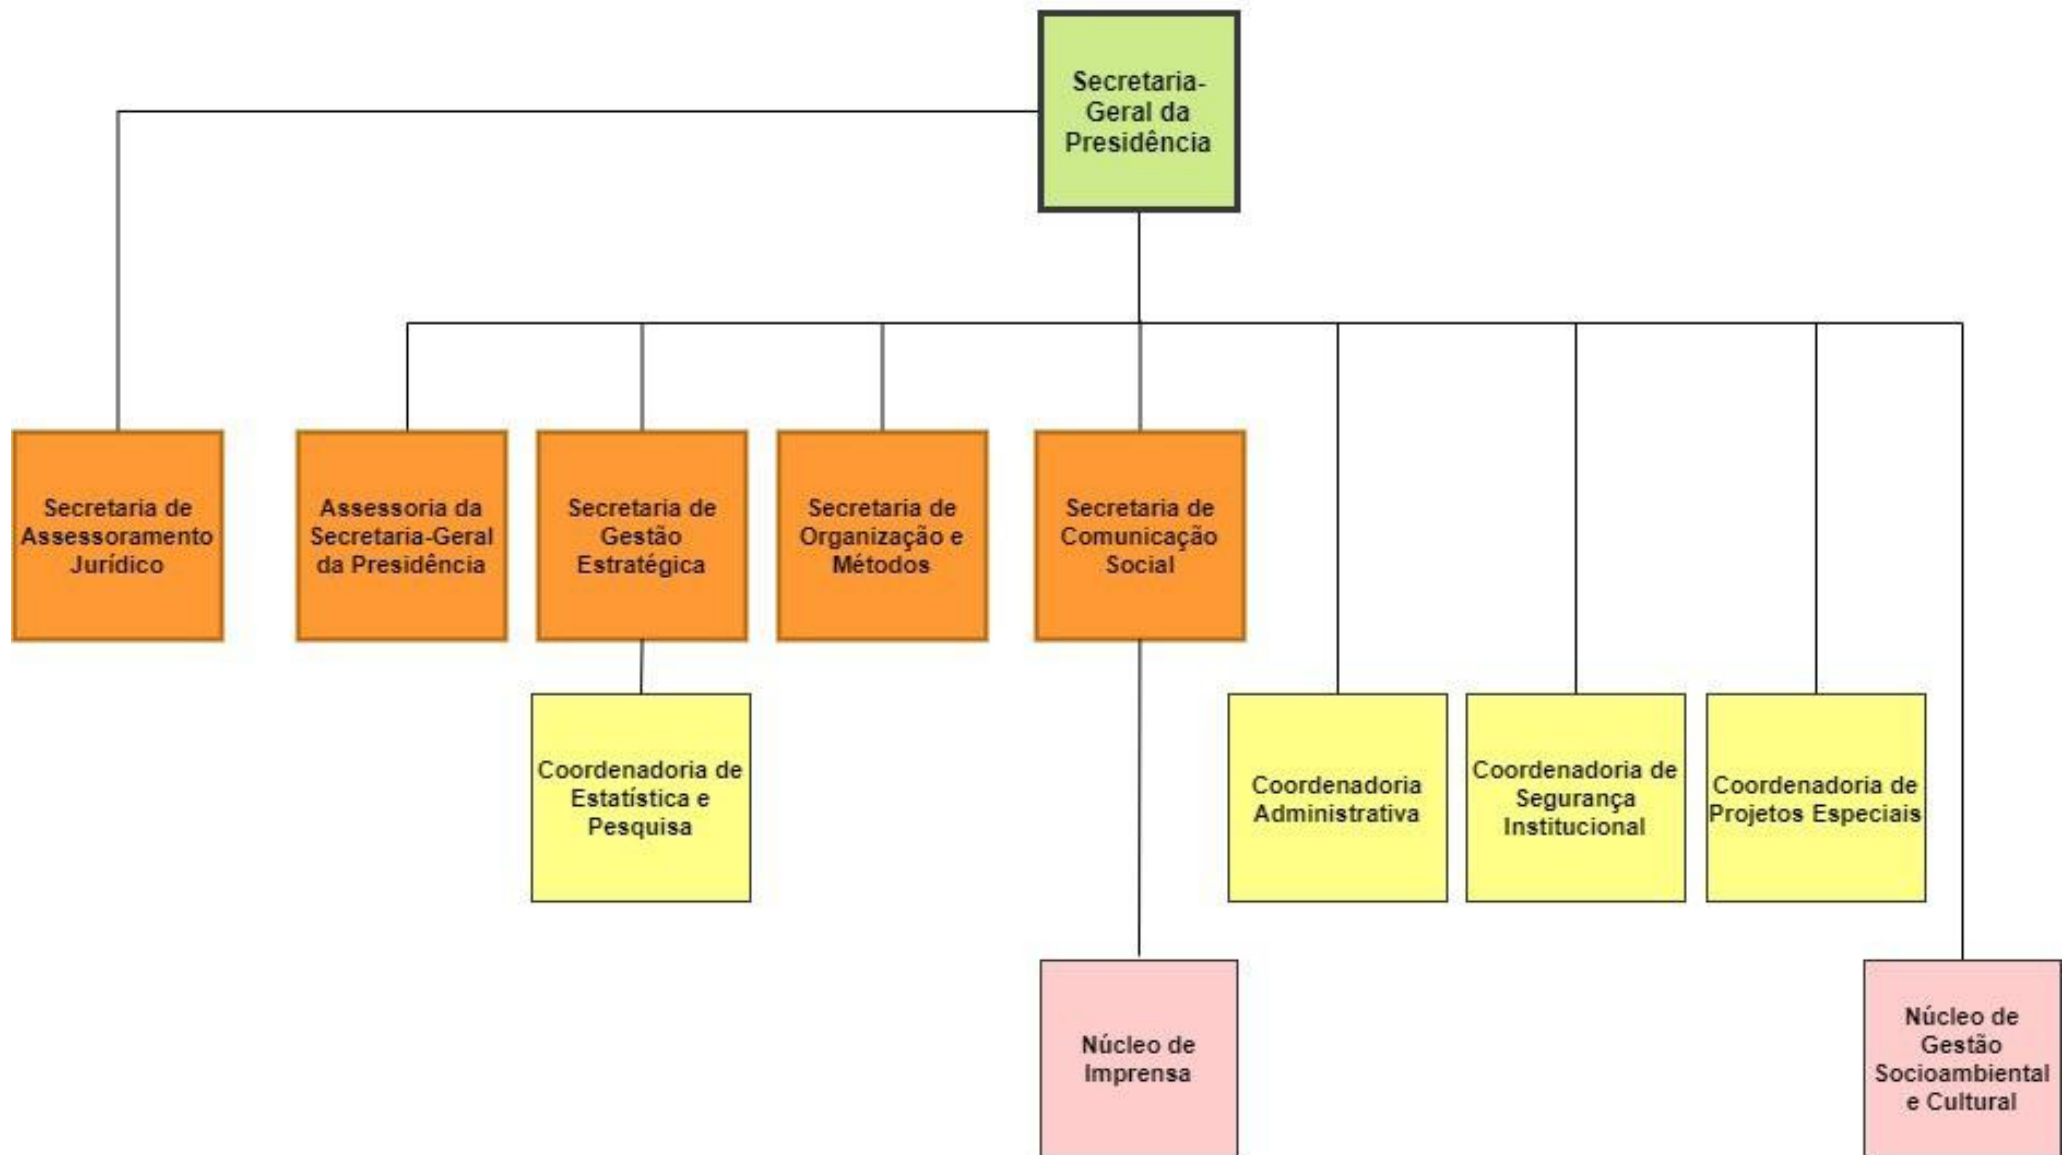 Secretaria-
Geral da
Presidência
Secretaria de
Assessoramento
Jurídico
Assessoria da
Secretaria-Geral
da Presidência
Secretaria de
Gestão
Estratégica
Secretaria de
Organização e
Métodos
Secretaria de
Comunicação
Social
Coordenadoria de
Estatística e
Pesquisa
Coordenadoria
Administrativa
Coordenadoria de
Segurança
Institucional
Coordenadoria de
Projetos Especiais
Núcleo de
Imprensa
Núcleo de
Gestão
Socioambiental
e Cultural